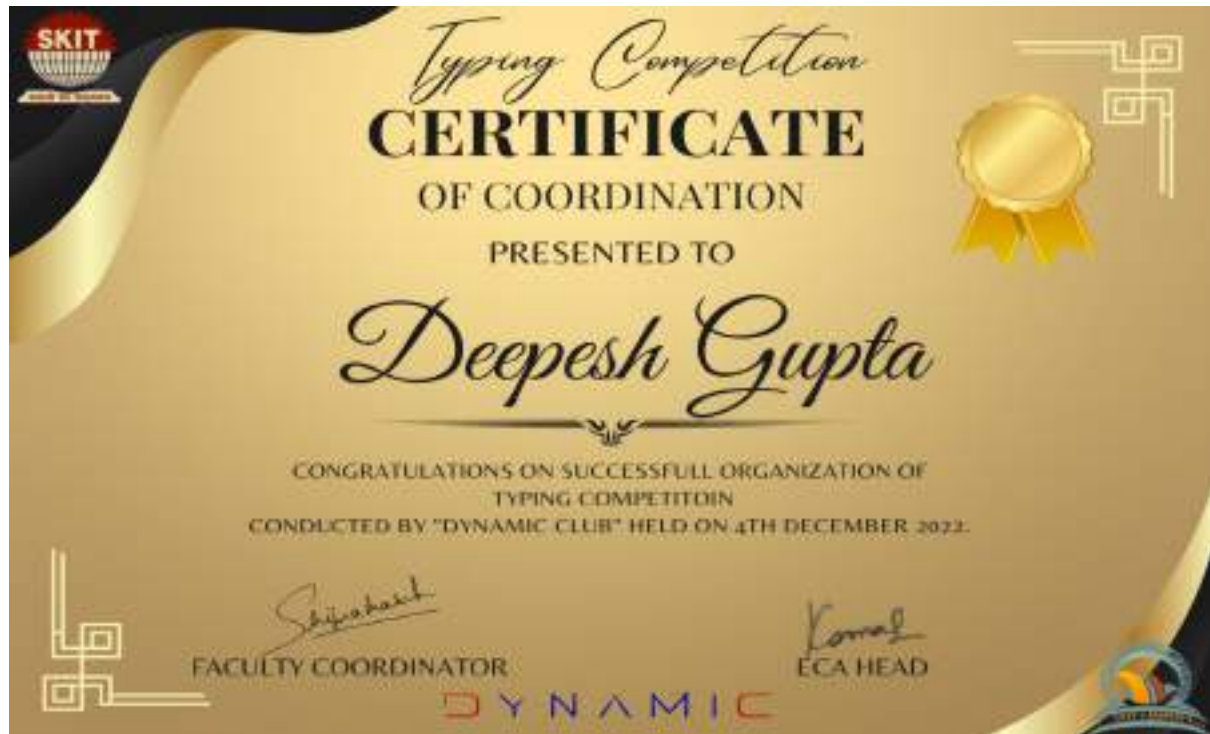 SKIT
Typing Competition
CERTIFICATE
OF COORDINATION
PRESENTED TO
Deepesh Gupta
CONGRATULATIONS ON SUCCESSFULL ORGANIZATION OF
TYPING COMPETITOIN
CONDUCTED BY "DYNAMIC CLUB" HELD ON 4TH DECEMBER 2022.
Komal
FACULTY COORDINATOR
ECA HEAD
DYNAMIC